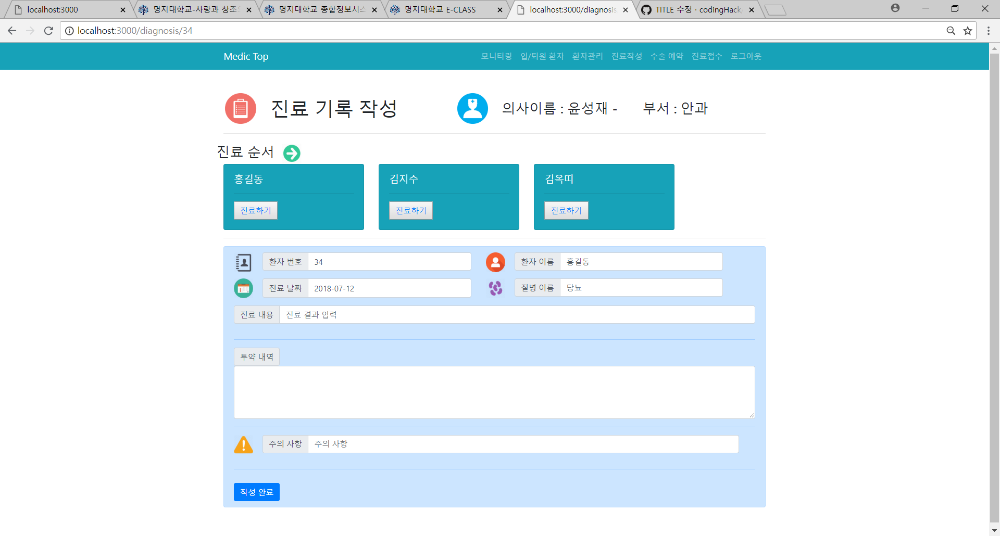 localhost:3000
명지대학교-사랑과 창조의
명지대학교 종합정보시스
명지대학교 E-CLASS
localhost:3000/diagnosis
TITLE 수정 · codingHack
localhost:3000/diagnosis/34
Medic Top
모니터링 입/퇴원 환자 환자관리 진료작성 수술 예약 진료접수 로그아웃
진료 기록 작성
의사이름 : 윤성재 - 부서 : 안과
진료 순서
홍길동
진료하기
김지수
진료하기
김옥띠
진료하기
환자 번호 34
환자 이름 홍길동
진료 날짜 2018-07-12
질병 이름 당뇨
진료 내용 진료 결과 입력
투약 내역
주의 사항 주의 사항
작성 완료